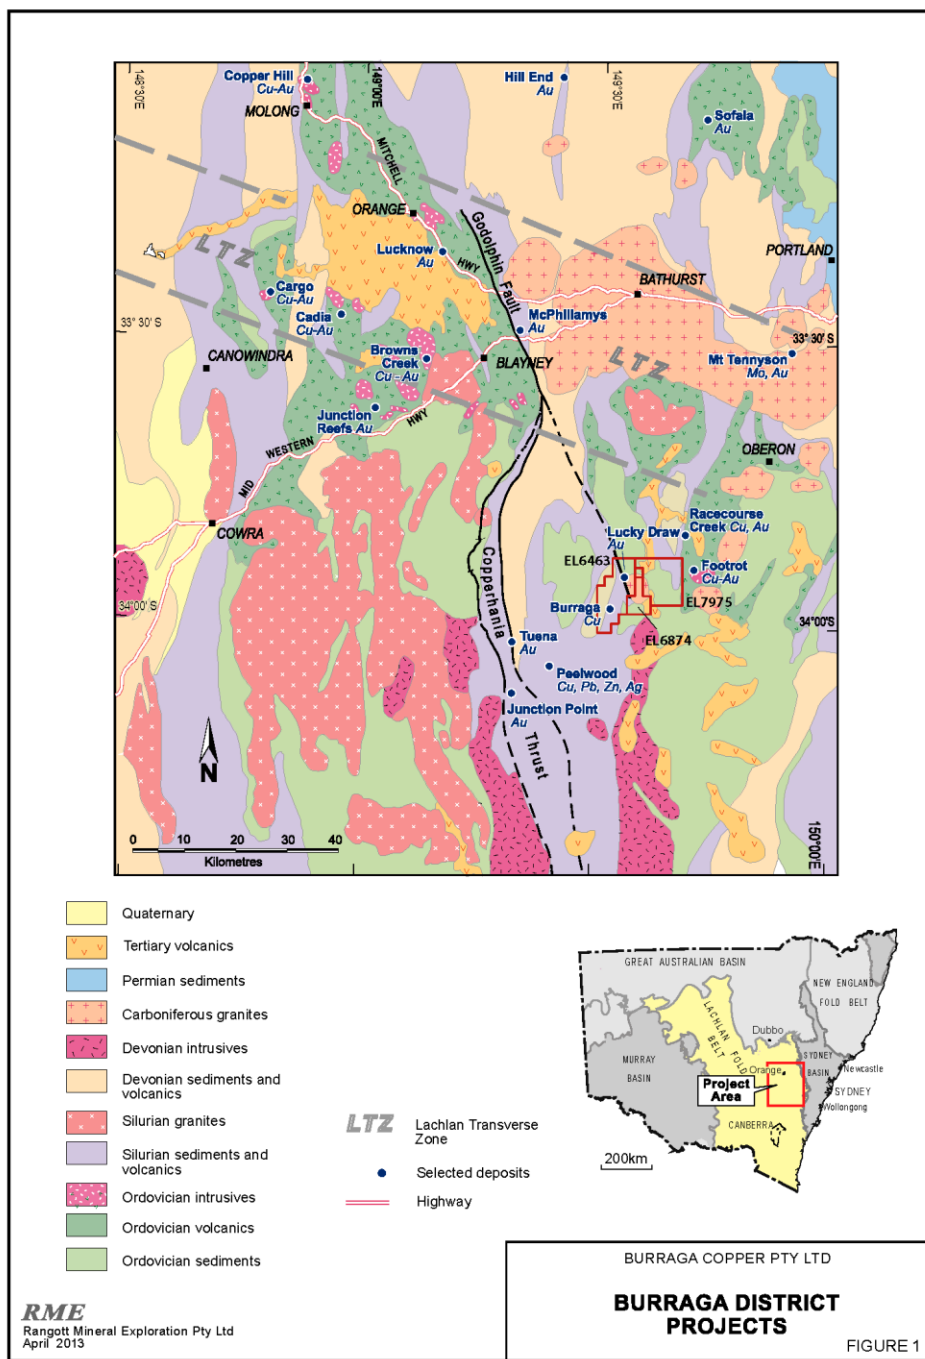 148°30'E
149°00'E
149°30'E
Copper Hill
Cu-Au
MOLONG
Hill End
Au
Sofala
Au
MITCHELL
ORANGE
Godolphin Fault
LTZ
Lucknow
Au
HWY
PORTLAND
BATHURST
Cargo
Cu-Au
Cadia
Cu-Au
McPhillamys
Au
33° 30' S
33° 30' S
Browns
Creek
Cu - Au
BLAYNEY
LTZ
Mt Tennyson
Mo, Au
CANOWINDRA
Junction
Reefs Au
HWY
WESTERN
MID
OBERON
COWRA
Racecourse
Creek Cu, Au
Lucky Draw
Au
EL6463
Footrot
Cu-Au
Copperhania
EL7975
34°00' S
Burraga
Cu
34°00'S
EL6874
Tuena
Au
Peelwood
Cu, Pb, Zn, Ag
Junction Point
Au
Thrust
N
0 10 20 30 40
Kilometres
150°00'E
Quaternary
Tertiary volcanics
Permian sediments
Carboniferous granites
Devonian intrusives
Devonian sediments and
volcanics
Silurian granites
Silurian sediments and
volcanics
Ordovician intrusives
Ordovician volcanics
Ordovician sediments
LTZ Lachlan Transverse
Zone
Selected deposits
Highway
GREAT AUSTRALIAN BASIN
NEW ENGLAND
FOLD BELT
LACHLAN FOLD
BELT
Dubbo
MURRAY
BASIN
SYDNEY
BASIN
Orange
Newcastle
Project
Area
SYDNEY
Wollongong
CANBERRA
200km
BURRAGA COPPER PTY LTD
BURRAGA DISTRICT
PROJECTS
FIGURE 1
RME
Rangott Mineral Exploration Pty Ltd
April 2013